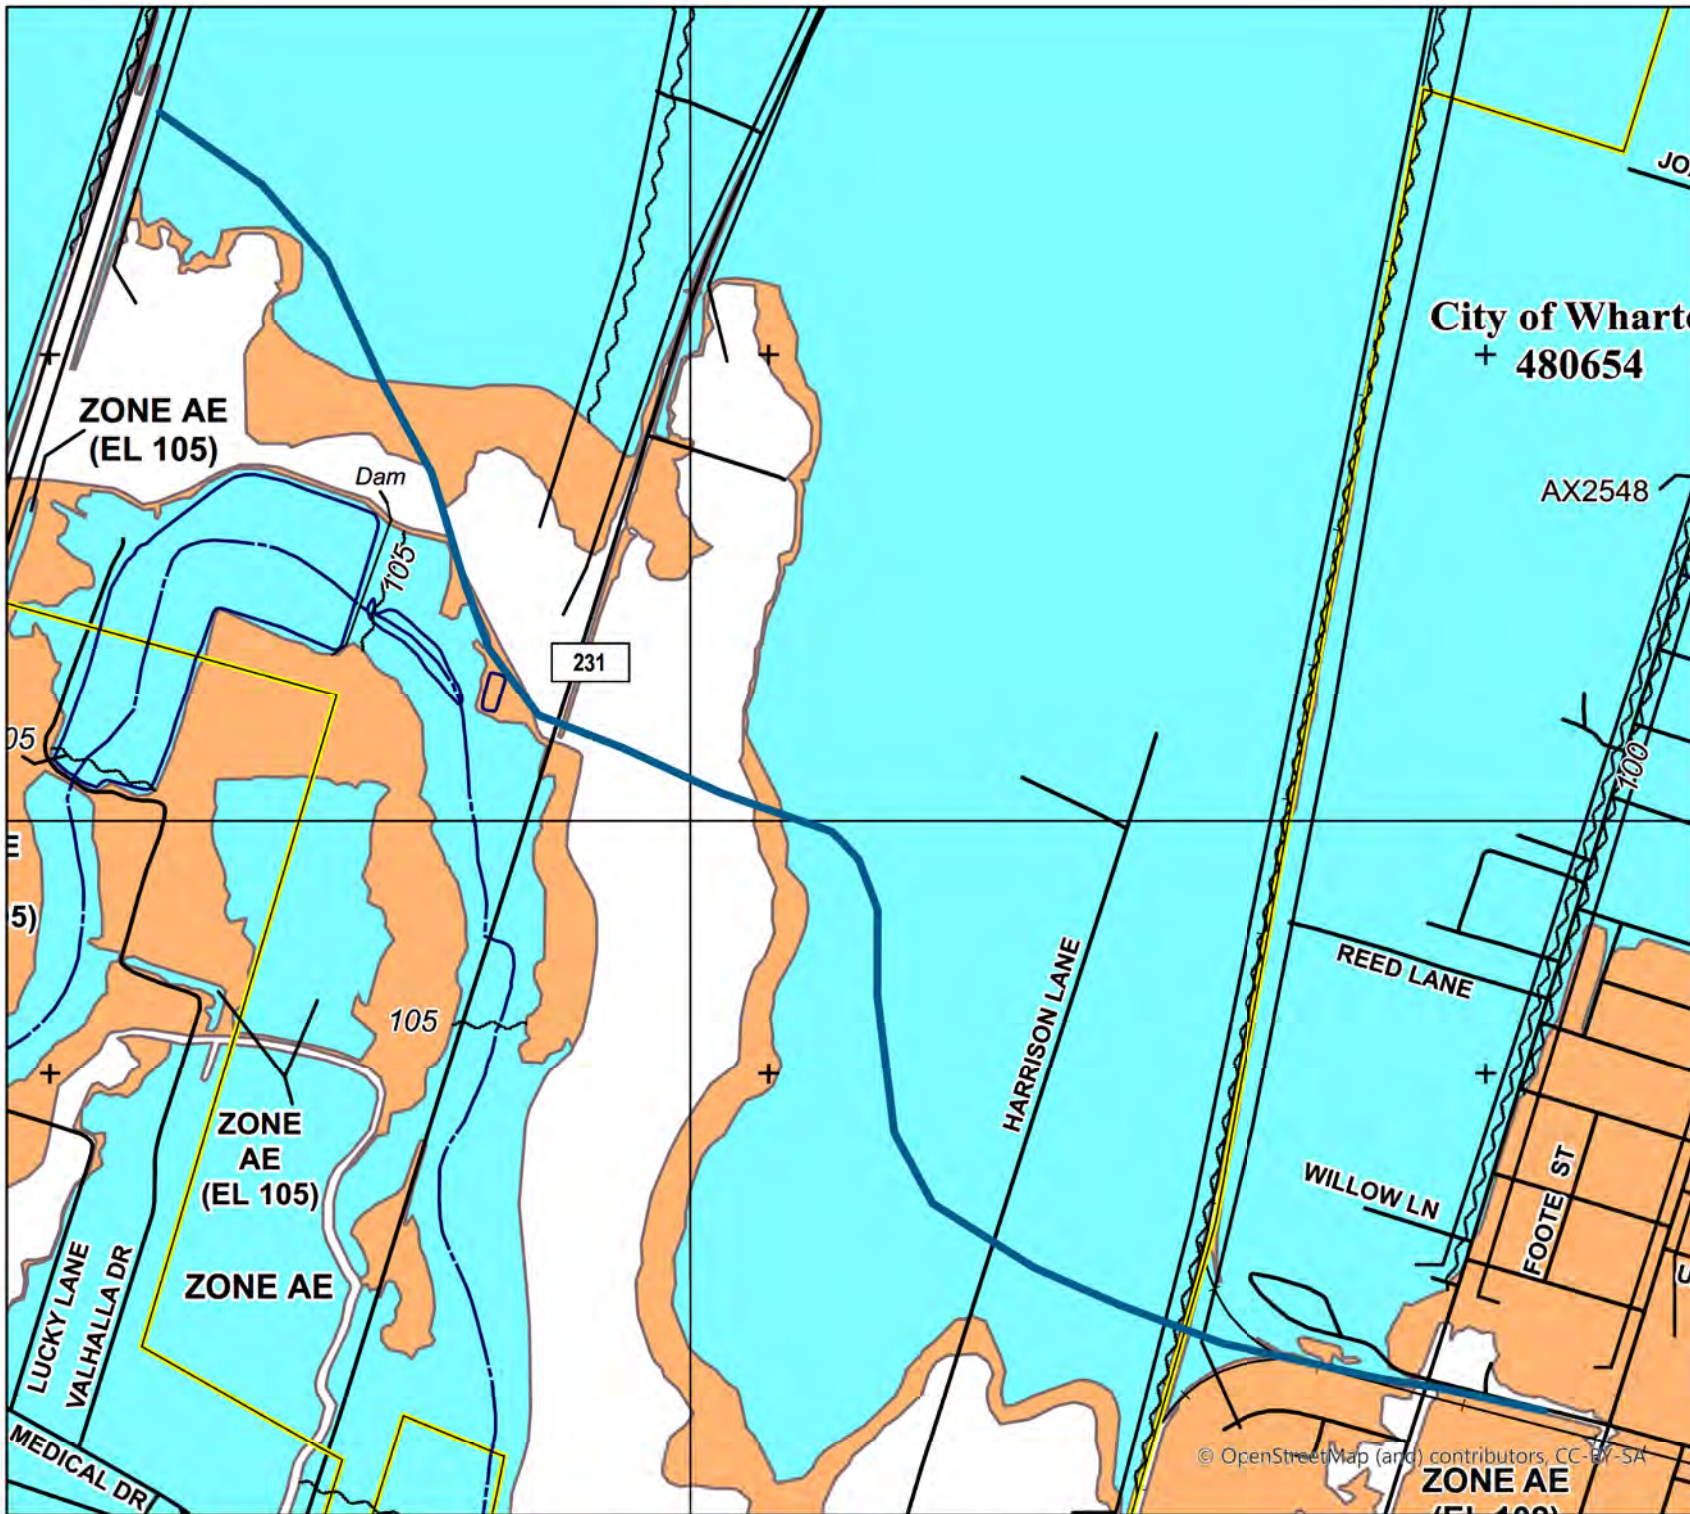 JO
City of Wharto
480654
ZONE AE
(EL 105)
Dam
AX2548
105
231
05
100
E
5)
REED LANE
HARRISON LANE
105
ZONE
AE
(EL 105)
WILLOW LN
FOOTE ST
ZONE AE
LUCKY LANE
VALHALLA DR
U
MEDICAL DR
© OpenStreetMap (and) contributors, CC-BY-SA
ZONE AE